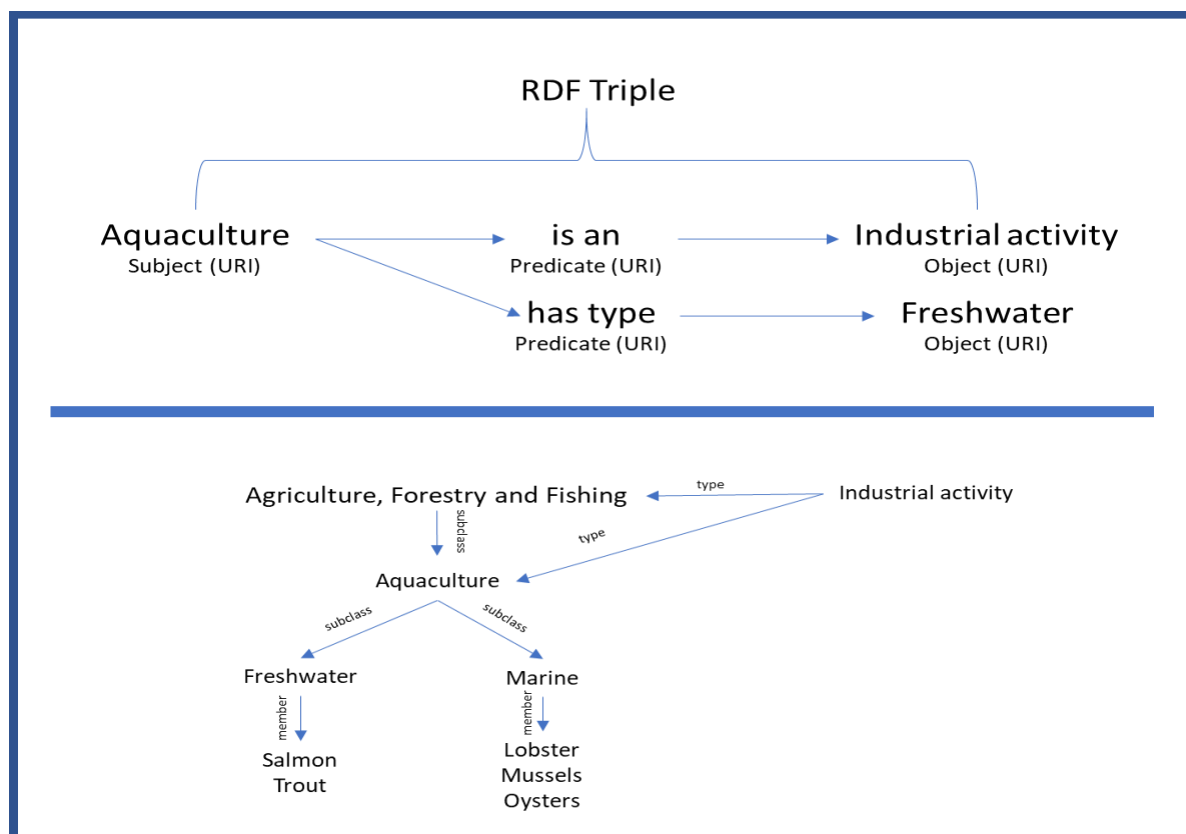 RDF Triple
Aquaculture
Subject (URI)
is an
Predicate (URI)
Industrial activity
Object (URI)
has type
Predicate (URI)
Freshwater
Object (URI)
Agriculture, Forestry and Fishing
type
Industrial activity
subclass
type
Aquaculture
subclass
subclass
Freshwater
Marine
member
member
Salmon
Trout
Lobster
Mussels
Oysters